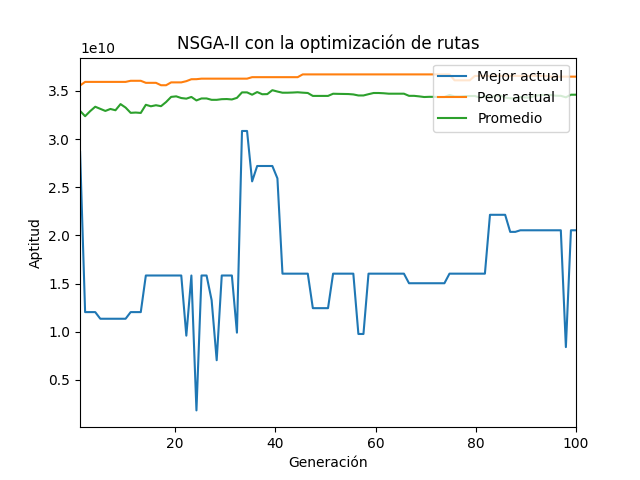 NSGA-II con la optimización de rutas
1e10
Mejor actual
Peor actual
Promedio
3.5
3.0
2.5
2.0
1.5
1.0
0.5
Aptitud
20 40 60 80 100
Generación